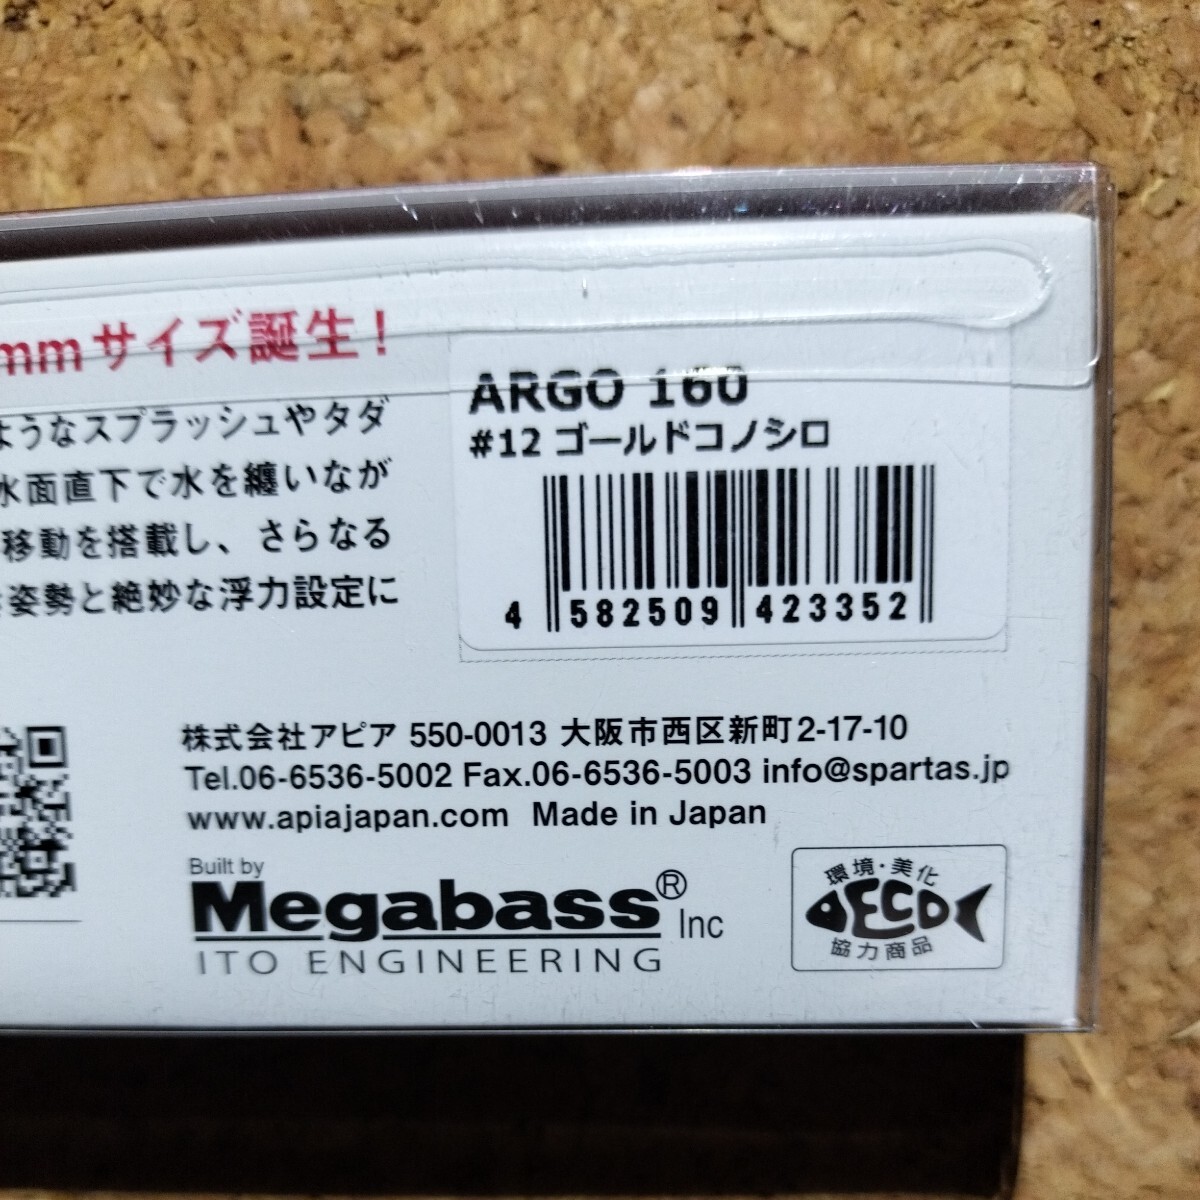 mmサイズ誕生!
ようなスプラッシュやタダ
水面直下で水を纏いなが
移動を搭載し、さらなる
姿勢と絶妙な浮力設定に
ARGO 160
#12 ゴールドコノシロ
4 582509 423352
株式会社アピア 550-0013 大阪市西区新町2-17-10
Tel.06-6536-5002 Fax.06-6536-5003 info@spartas.jp
www.apiajapan.com Made in Japan
Built by
Megabass® Inc
ITO ENGINEERING
環境・美化
ECO
協力商品